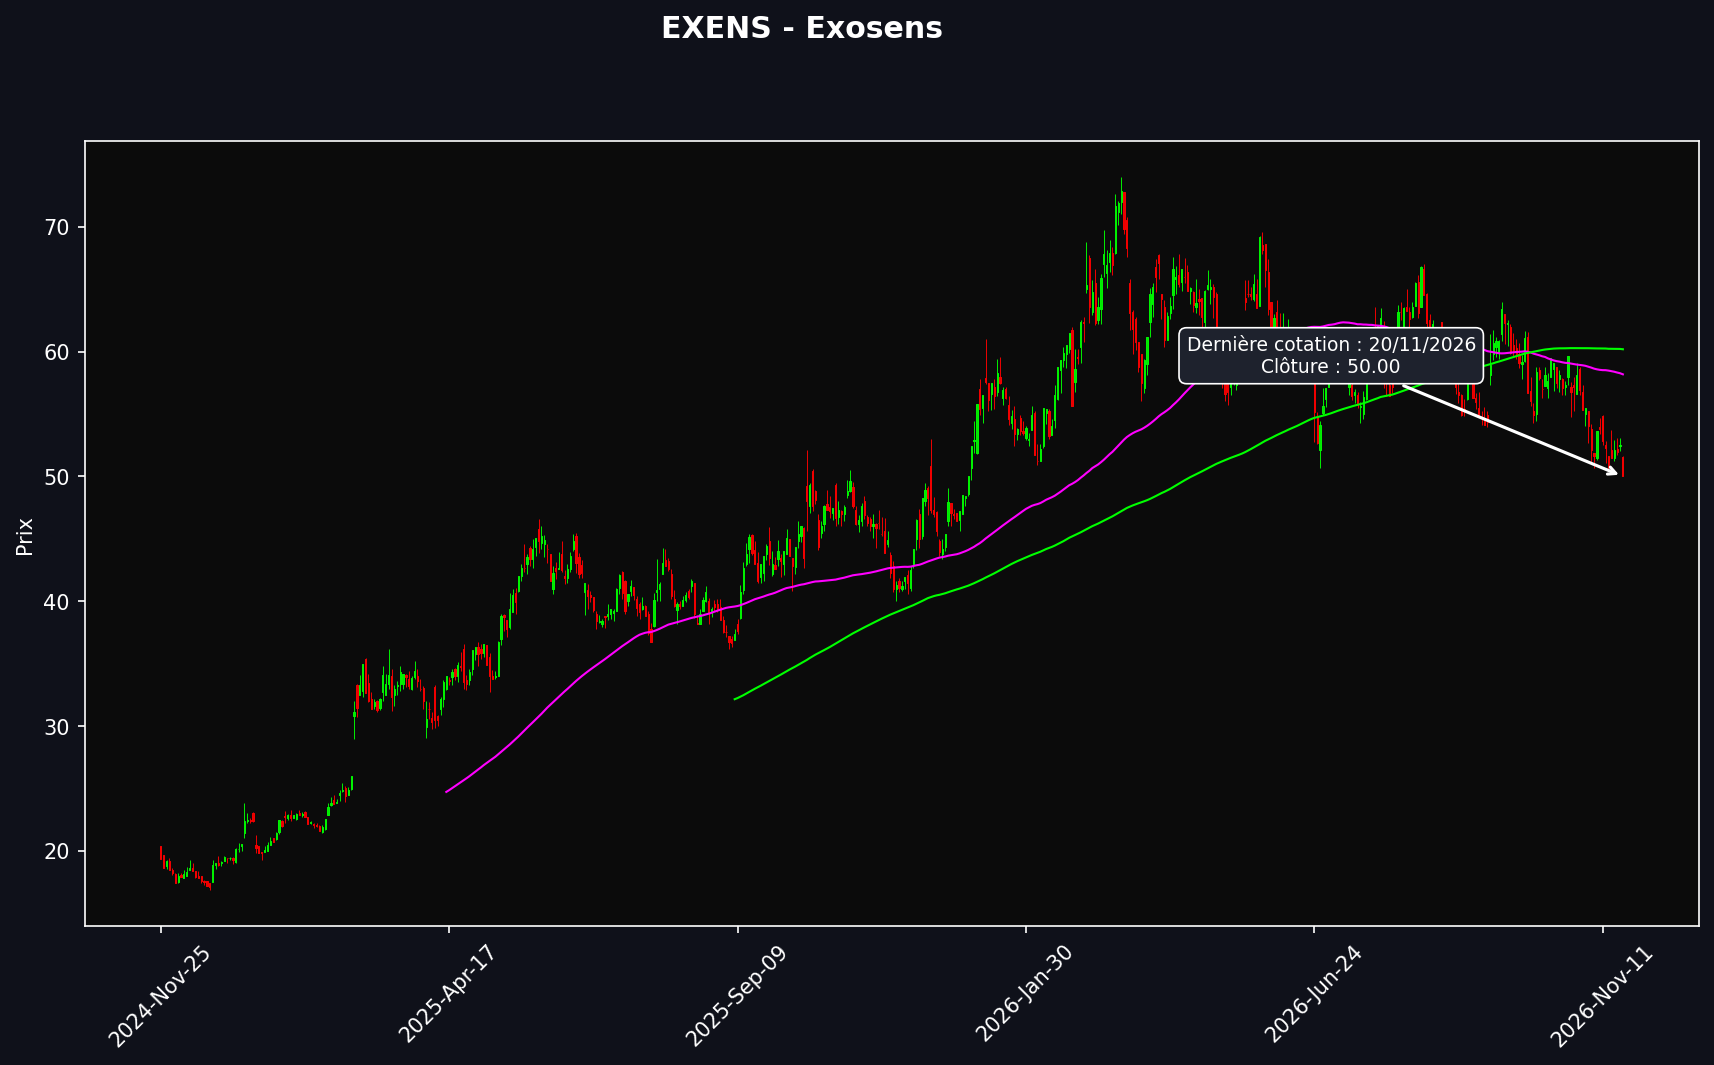 EXENS - Exosens
Prix
70
60
50
40
30
20
Dernière cotation : 20/11/2026
Clôture : 50.00
2024-Nov-25
2025-Apr-17
2025-Sep-09
2026-Jan-30
2026-Jun-24
2026-Nov-11